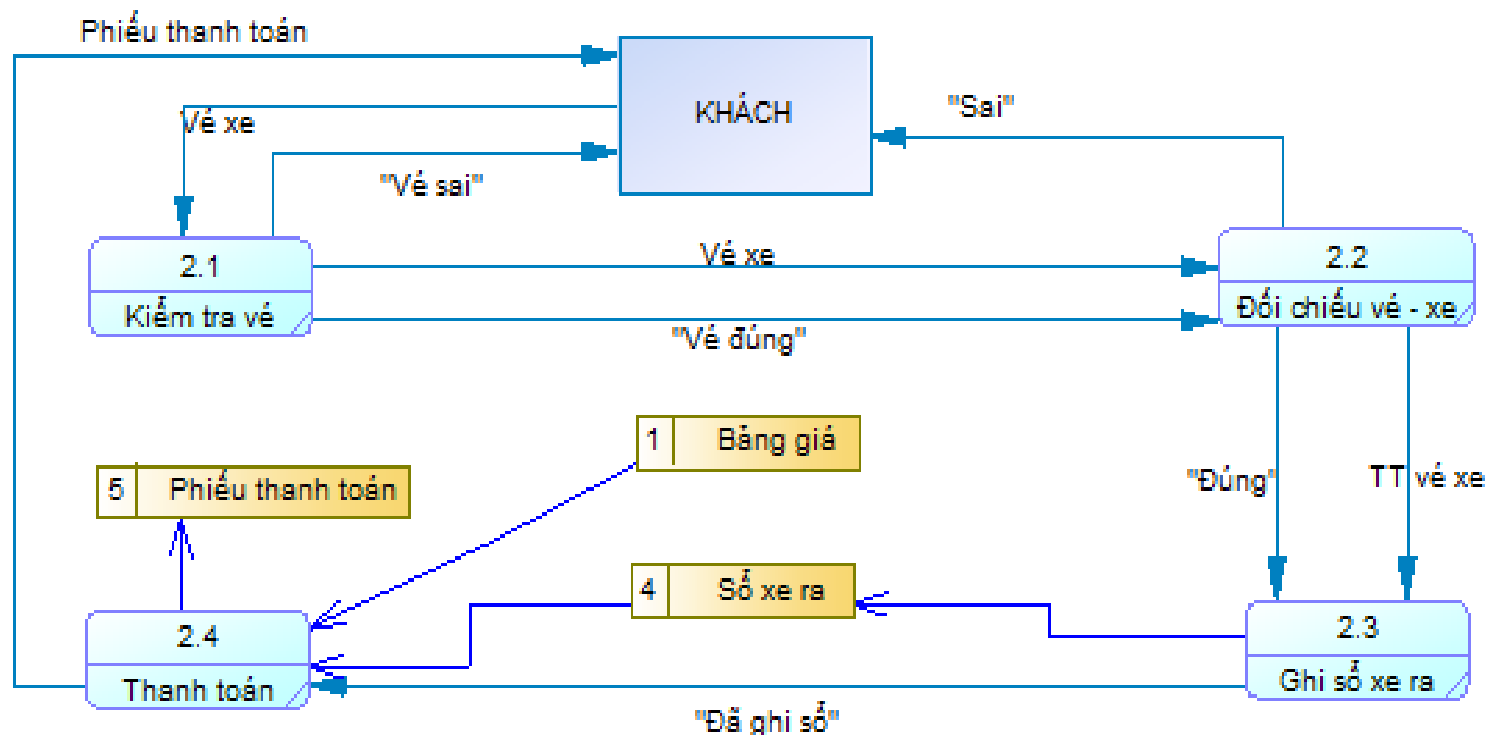 Phiếu thanh toán
KHÁCH
"Sai"
Vé xe
"Vé sai"
2.1
Kiểm tra vé
Vé xe
"Vé đúng"
2.2
Đối chiếu vé - xe
1 Bảng giá
5 Phiếu thanh toán
"Đúng"
TT vé xe
4 Sổ xe ra
2.4
Thanh toán
2.3
Ghi sổ xe ra
"Đã ghi sổ"